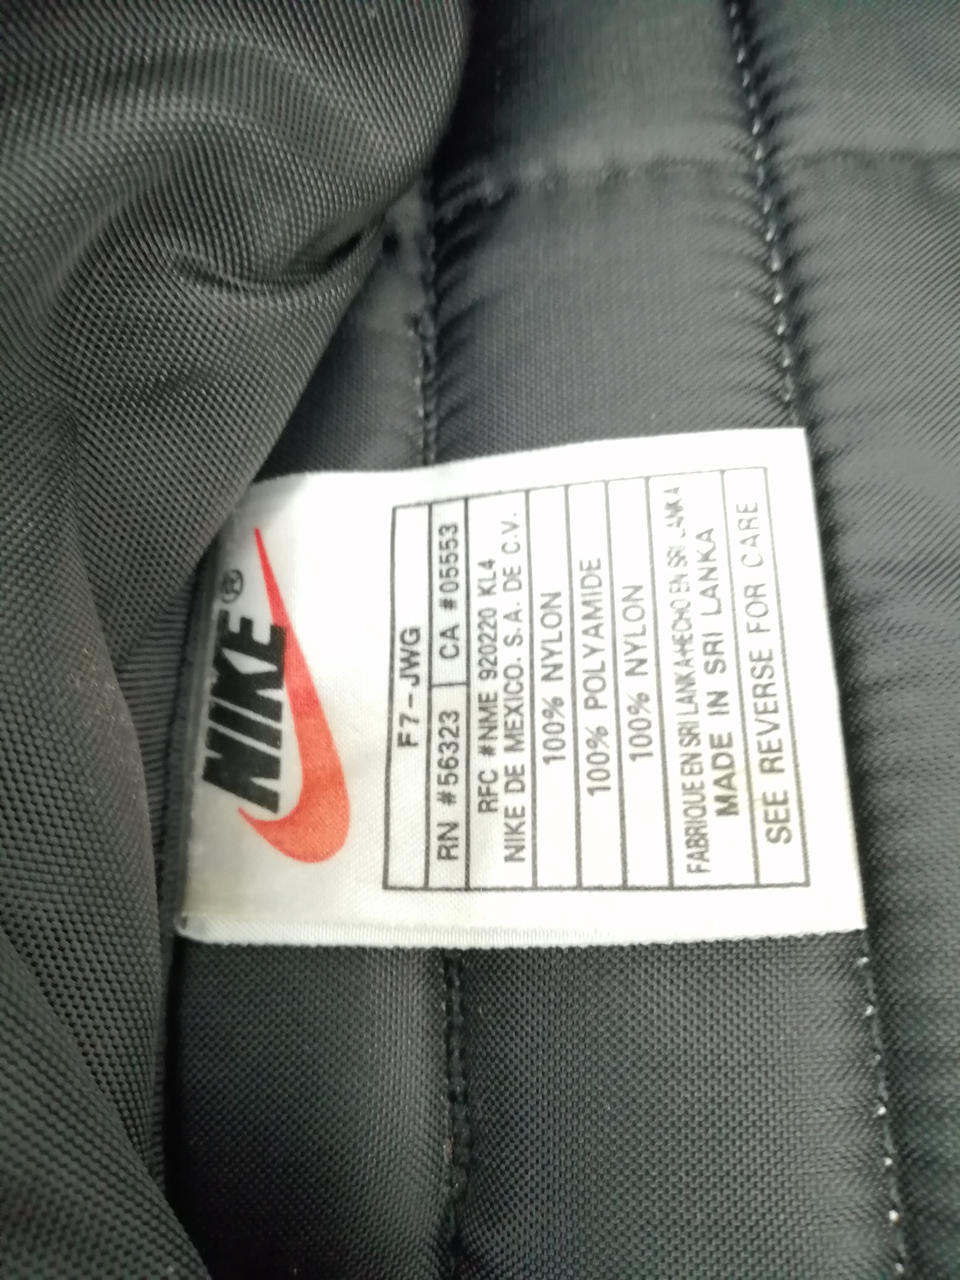 NIKE®
F7-JWG
RN #56323 CA #05553
RFC #NME 920220 KL4
NIKE DE MEXICO. S.A. DE C.V.
100% NYLON
100% POLYAMIDE
100% NYLON
FABRIQUE EN SRI LANKA•HECHO EN SRI LANKA
MADE IN SRI LANKA
SEE REVERSE FOR CARE